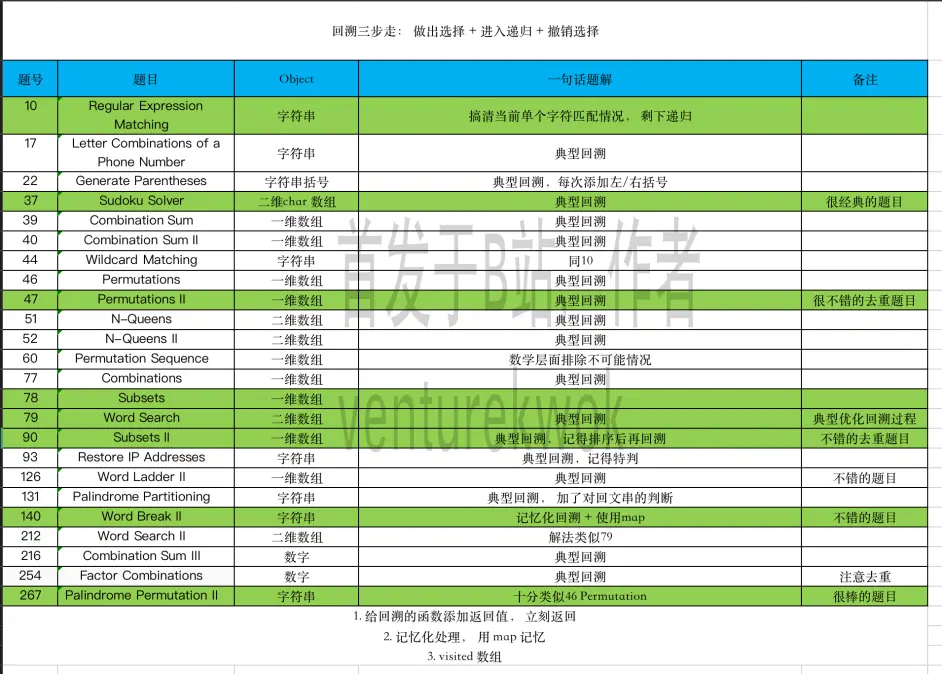 回溯三步走： 做出选择 + 进入递归 + 撤销选择
题号 题目 Object 一句话题解 备注
10 Regular Expression Matching 字符串 搞清当前单个字符匹配情况， 剩下递归
17 Letter Combinations of a Phone Number 字符串 典型回溯
22 Generate Parentheses 字符串括号 典型回溯，每次添加左/右括号
37 Sudoku Solver 二维char 数组 典型回溯 很经典的题目
39 Combination Sum 一维数组 典型回溯
40 Combination Sum II 一维数组 典型回溯
44 Wildcard Matching 字符串 同10
46 Permutations 一维数组 典型回溯
47 Permutations II 一维数组 典型回溯 很不错的去重题目
51 N-Queens 二维数组 典型回溯
52 N-Queens II 二维数组 典型回溯
60 Permutation Sequence 一维数组 数学层面排除不可能情况
77 Combinations 一维数组 典型回溯
78 Subsets 一维数组
79 Word Search 二维数组 典型回溯 典型优化回溯过程
90 Subsets II 一维数组 典型回溯， 记得排序后再回溯 不错的去重题目
93 Restore IP Addresses 字符串 典型回溯，记得特判
126 Word Ladder II 一维数组 典型回溯 不错的题目
131 Palindrome Partitioning 字符串 典型回溯， 加了对回文串的判断
140 Word Break II 字符串 记忆化回溯 + 使用map 不错的题目
212 Word Search II 二维数组 解法类似79
216 Combination Sum III 数字 典型回溯
254 Factor Combinations 数字 典型回溯 注意去重
267 Palindrome Permutation II 字符串 十分类似46 Permutation 很棒的题目
1. 给回溯的函数添加返回值， 立刻返回
2. 记忆化处理， 用 map 记忆
3. visited 数组
首发于B站，作者
venturekwok